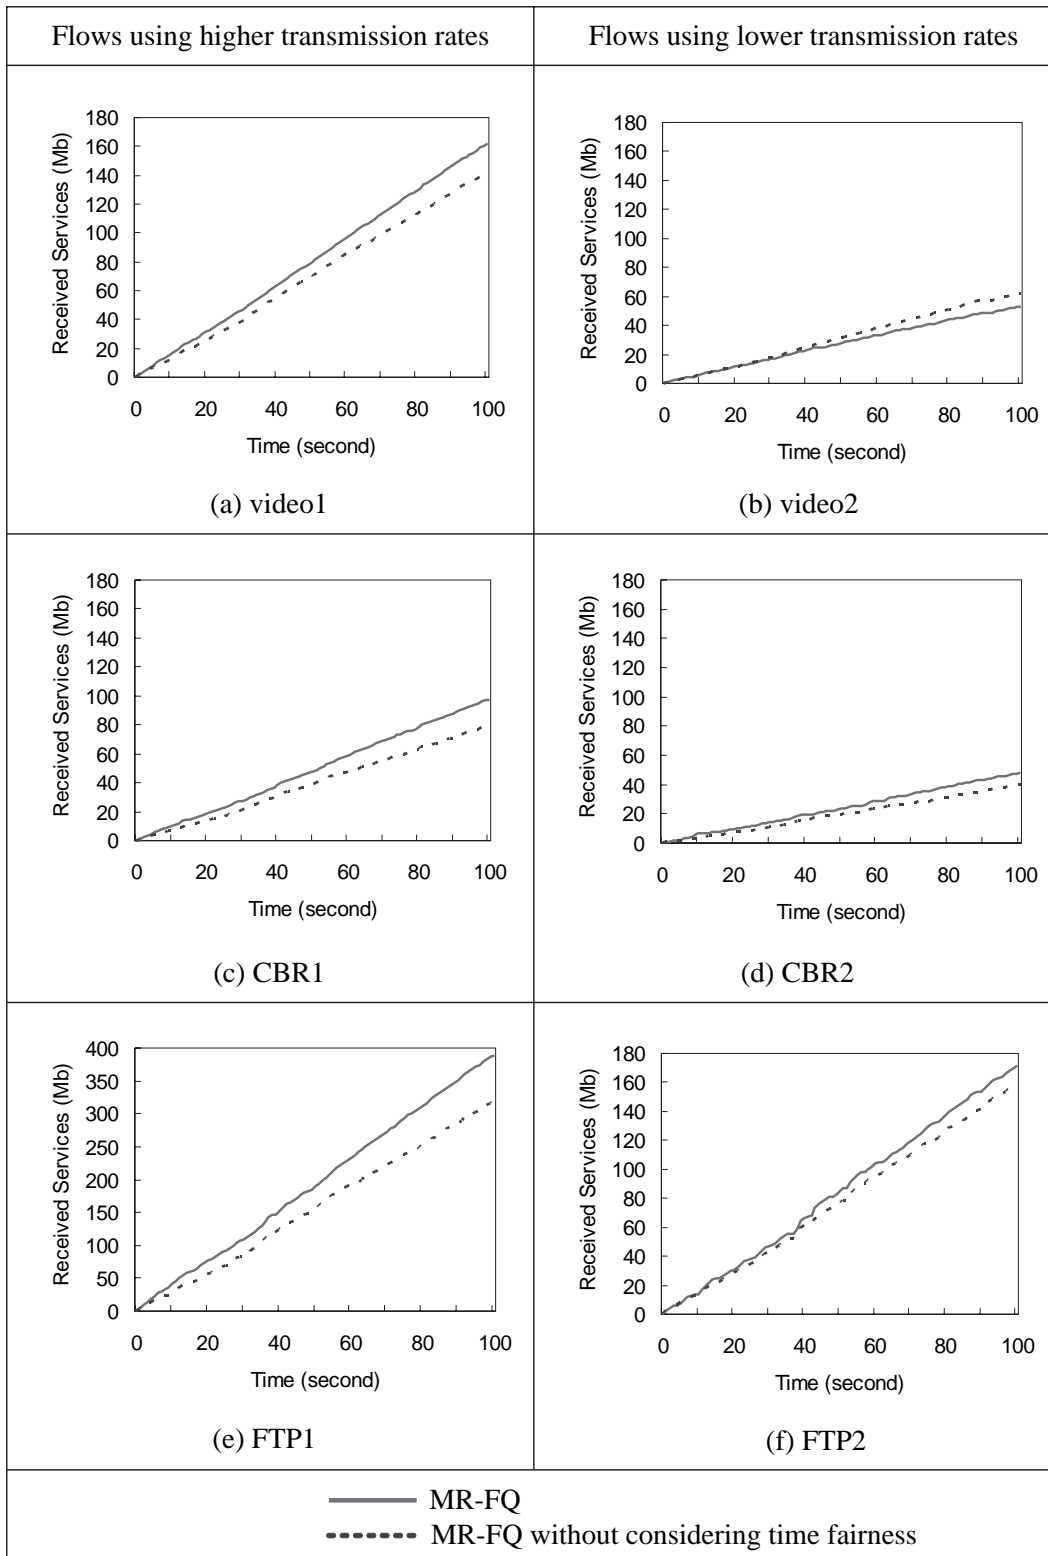 Flows using higher transmission rates
Flows using lower transmission rates
Received Services (Mb)
180
160
140
120
100
80
60
40
20
0
0 20 40 60 80 100
Time (second)
(a) video1
Received Services (Mb)
180
160
140
120
100
80
60
40
20
0
0 20 40 60 80 100
Time (second)
(b) video2
Received Services (Mb)
180
160
140
120
100
80
60
40
20
0
0 20 40 60 80 100
Time (second)
(c) CBR1
Received Services (Mb)
180
160
140
120
100
80
60
40
20
0
0 20 40 60 80 100
Time (second)
(d) CBR2
Received Services (Mb)
400
350
300
250
200
150
100
50
0
0 20 40 60 80 100
Time (second)
(e) FTP1
Received Services (Mb)
180
160
140
120
100
80
60
40
20
0
0 20 40 60 80 100
Time (second)
(f) FTP2
MR-FQ
MR-FQ without considering time fairness